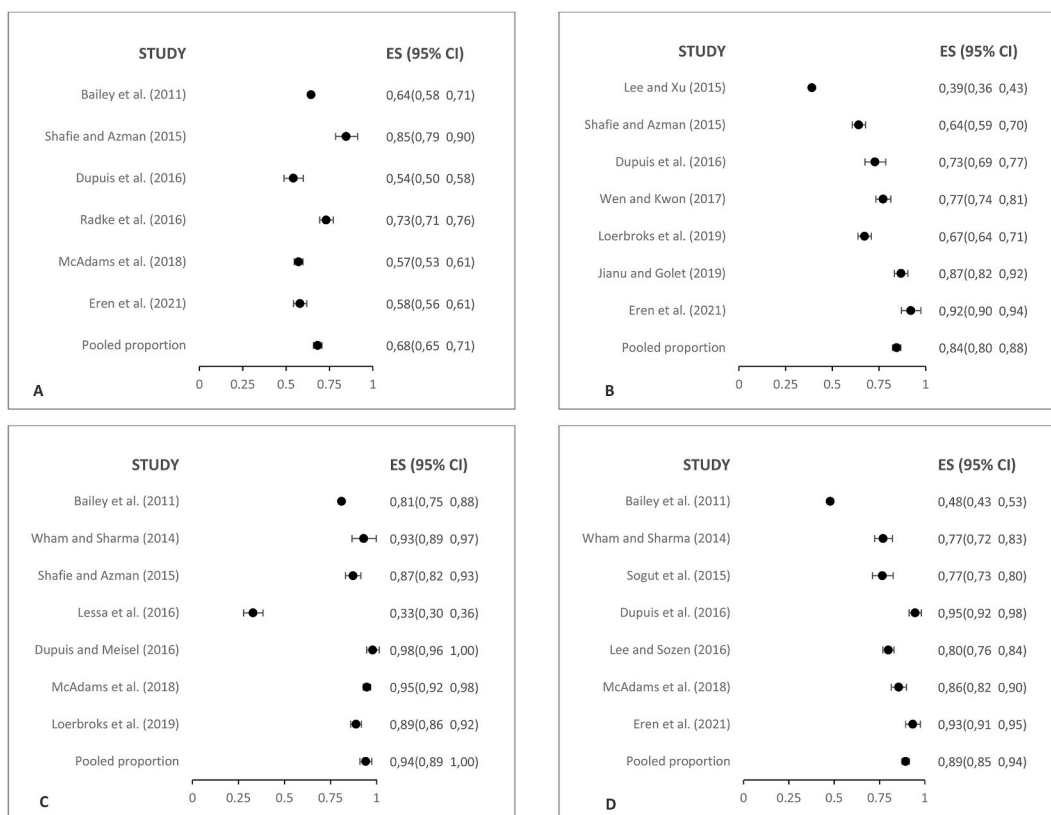 STUDY ES (95% CI)
Bailey et al. (2011) 0,64(0,58 0,71)
Shafie and Azman (2015) 0,85(0,79 0,90)
Dupuis et al. (2016) 0,54(0,50 0,58)
Radke et al. (2016) 0,73(0,71 0,76)
McAdams et al. (2018) 0,57(0,53 0,61)
Eren et al. (2021) 0,58(0,56 0,61)
Pooled proportion 0,68(0,65 0,71)
0 0.25 0.5 0.75 1
A
STUDY ES (95% CI)
Lee and Xu (2015) 0,39(0,36 0,43)
Shafie and Azman (2015) 0,64(0,59 0,70)
Dupuis et al. (2016) 0,73(0,69 0,77)
Wen and Kwon (2017) 0,77(0,74 0,81)
Loerbroks et al. (2019) 0,67(0,64 0,71)
Jianu and Golet (2019) 0,87(0,82 0,92)
Eren et al. (2021) 0,92(0,90 0,94)
Pooled proportion 0,84(0,80 0,88)
0 0.25 0.5 0.75 1
B
STUDY ES (95% CI)
Bailey et al. (2011) 0,81(0,75 0,88)
Wham and Sharma (2014) 0,93(0,89 0,97)
Shafie and Azman (2015) 0,87(0,82 0,93)
Lessa et al. (2016) 0,33(0,30 0,36)
Dupuis and Meisel (2016) 0,98(0,96 1,00)
McAdams et al. (2018) 0,95(0,92 0,98)
Loerbroks et al. (2019) 0,89(0,86 0,92)
Pooled proportion 0,94(0,89 1,00)
0 0.25 0.5 0.75 1
C
STUDY ES (95% CI)
Bailey et al. (2011) 0,48(0,43 0,53)
Wham and Sharma (2014) 0,77(0,72 0,83)
Sogut et al. (2015) 0,77(0,73 0,80)
Dupuis et al. (2016) 0,95(0,92 0,98)
Lee and Sozen (2016) 0,80(0,76 0,84)
McAdams et al. (2018) 0,86(0,82 0,90)
Eren et al. (2021) 0,93(0,91 0,95)
Pooled proportion 0,89(0,85 0,94)
0 0.25 0.5 0.75 1
D